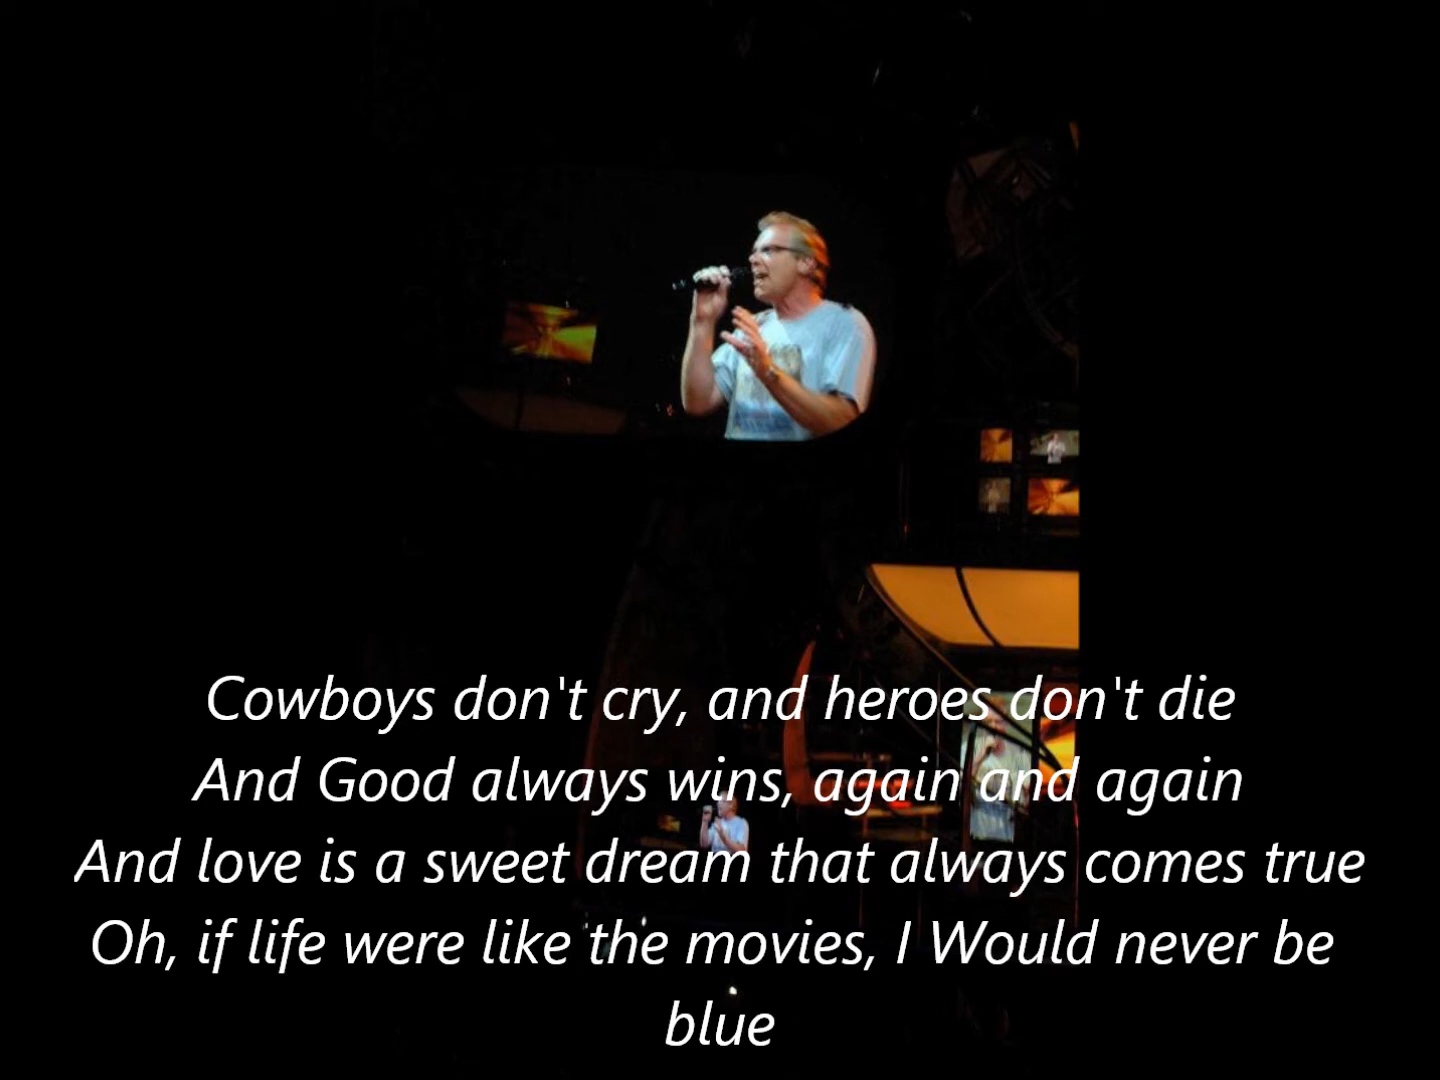 Cowboys don't cry, and heroes don't die
And Good always wins, again and again
And love is a sweet dream that always comes true
Oh, if life were like the movies, I Would never be
blue